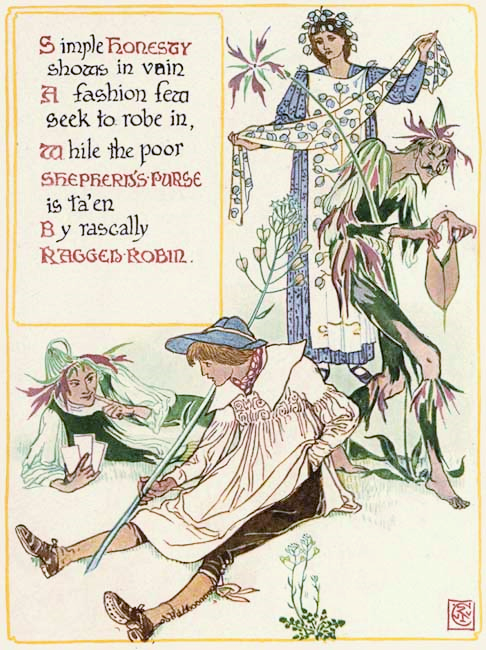 Simple Honesty
shows in vain
A fashion few
seek to robe in,
While the poor
SHEPHERD'S·PURSE
is ta'en
By rascally
RAGGED·ROBIN.